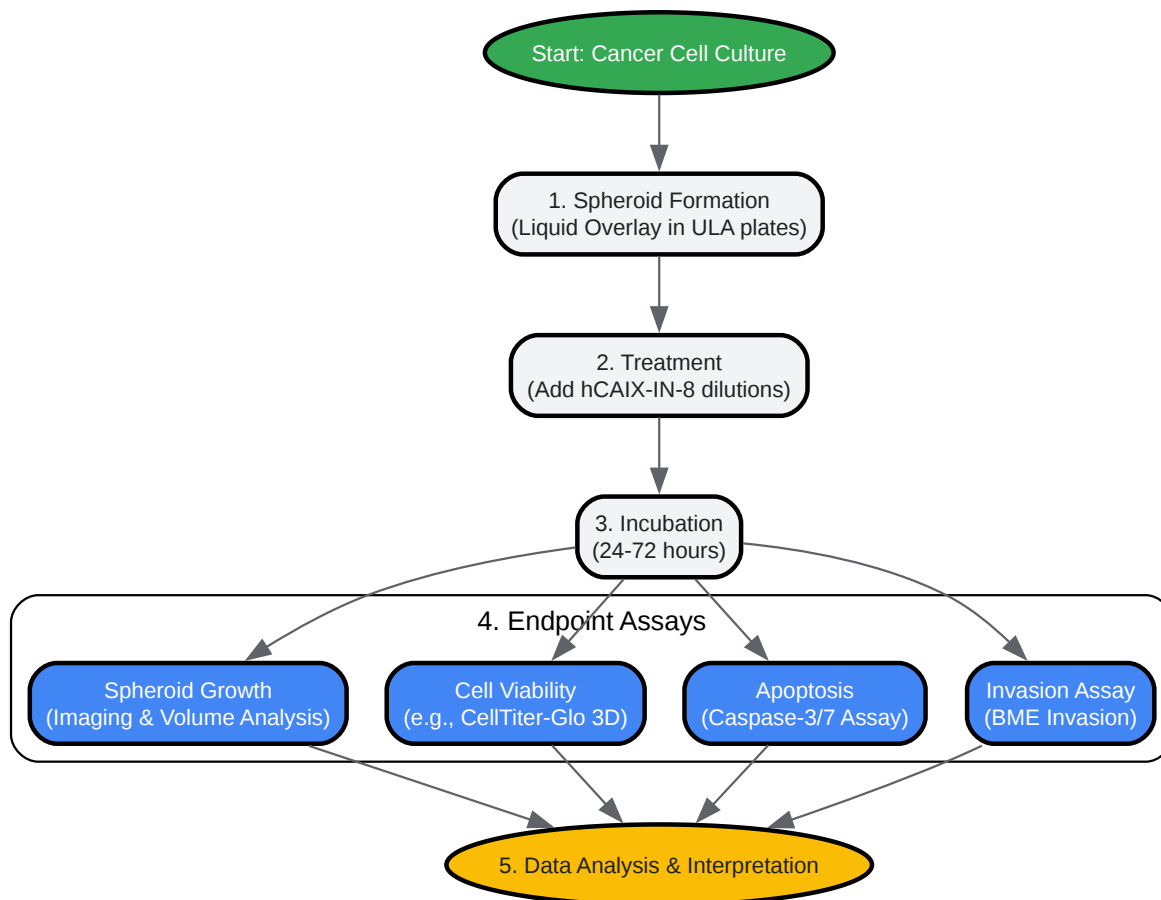 Start: Cancer Cell Culture
1. Spheroid Formation
(Liquid Overlay in ULA plates)
2. Treatment
(Add hCAIX-IN-8 dilutions)
3. Incubation
(24-72 hours)
4. Endpoint Assays
Spheroid Growth
(Imaging & Volume Analysis)
Cell Viability
(e.g., CellTiter-Glo 3D)
Apoptosis
(Caspase-3/7 Assay)
Invasion Assay
(BME Invasion)
5. Data Analysis & Interpretation